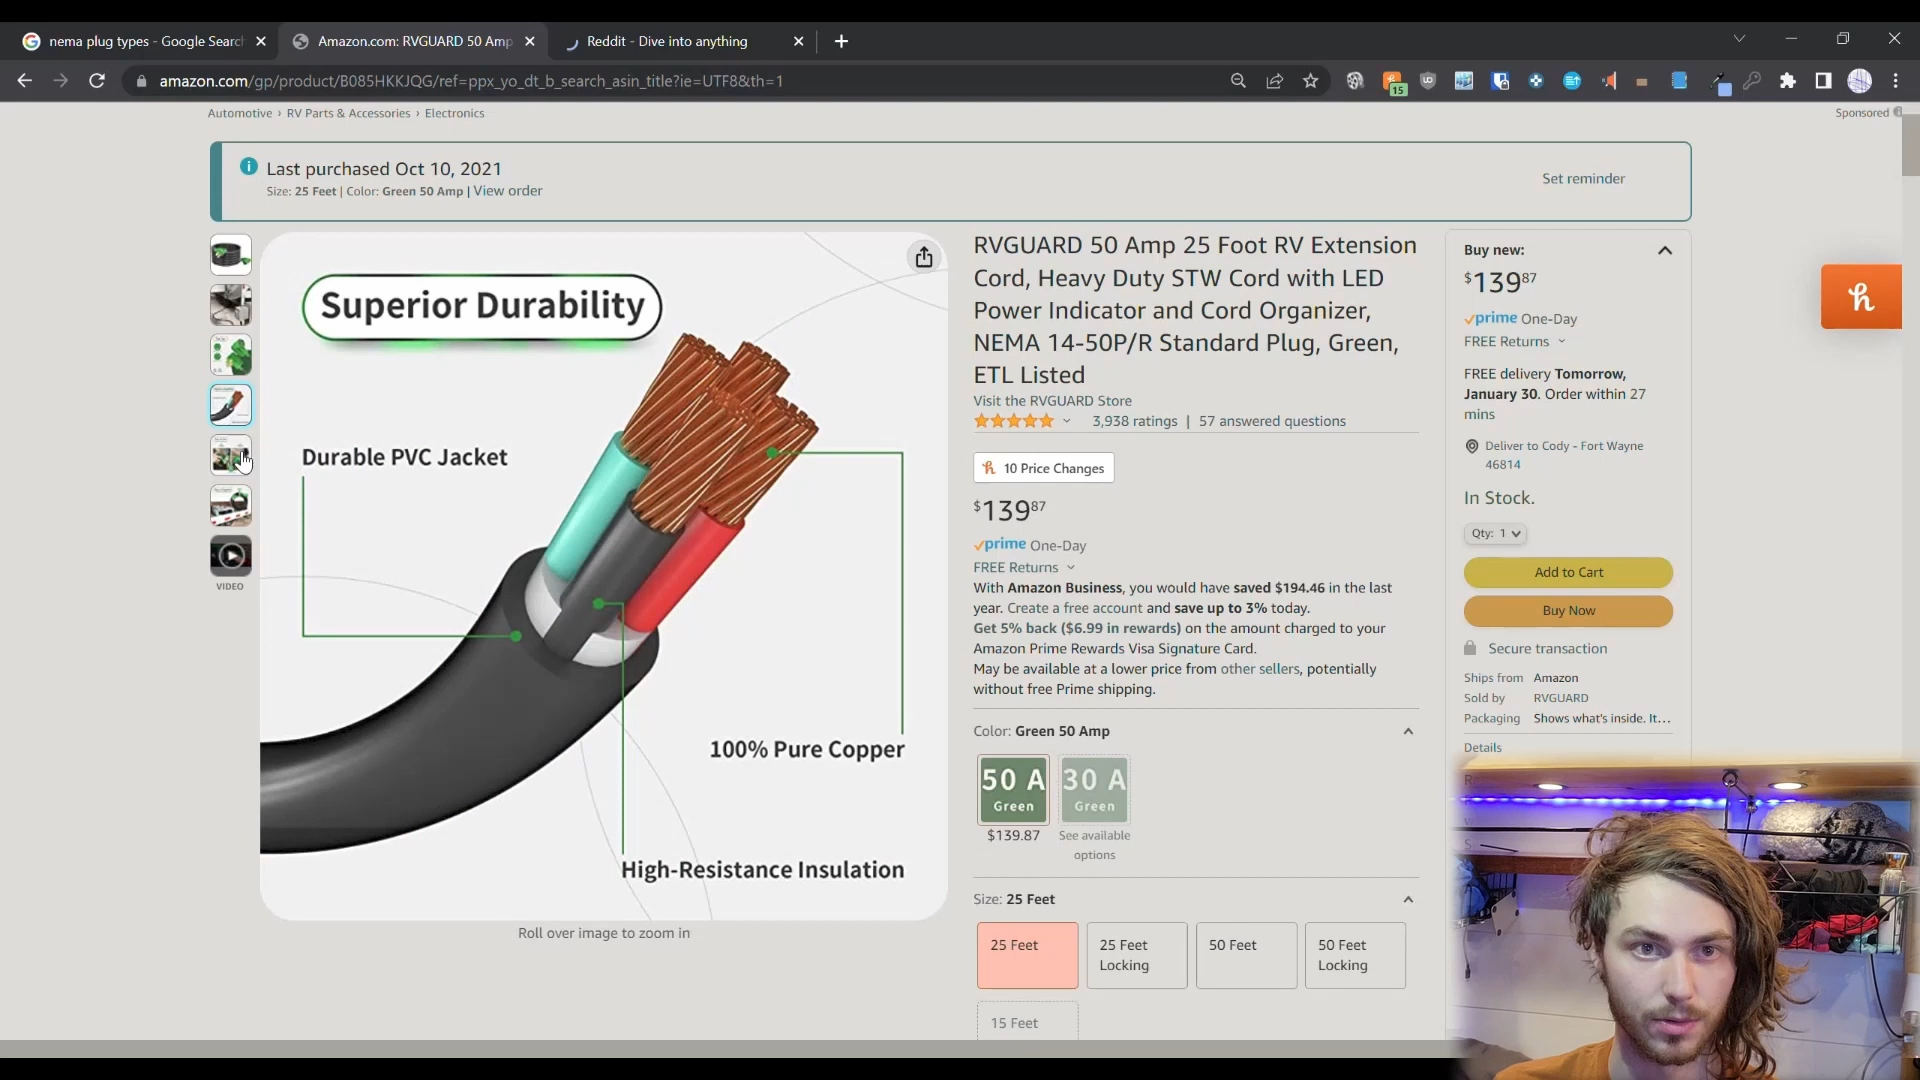 nema plug types - Google Search
Amazon.com: RVGUARD 50 Amp
Reddit - Dive into anything
amazon.com/gp/product/B085HKKJQG/ref=ppx_yo_dt_b_search_asin_title?ie=UTF8&th=1
15
Automotive › RV Parts & Accessories › Electronics
Sponsored
Last purchased Oct 10, 2021
Size: 25 Feet | Color: Green 50 Amp | View order
Set reminder
Superior Durability
Durable PVC Jacket
100% Pure Copper
High-Resistance Insulation
VIDEO
Roll over image to zoom in
RVGUARD 50 Amp 25 Foot RV Extension
Cord, Heavy Duty STW Cord with LED
Power Indicator and Cord Organizer,
NEMA 14-50P/R Standard Plug, Green,
ETL Listed
Visit the RVGUARD Store
3,938 ratings | 57 answered questions
10 Price Changes
$139.87
prime One-Day
FREE Returns
With Amazon Business, you would have saved $194.46 in the last
year. Create a free account and save up to 3% today.
Get 5% back ($6.99 in rewards) on the amount charged to your
Amazon Prime Rewards Visa Signature Card.
May be available at a lower price from other sellers, potentially
without free Prime shipping.
Color: Green 50 Amp
50 A
Green
$139.87
30 A
Green
See available
options
Size: 25 Feet
25 Feet
25 Feet
Locking
50 Feet
50 Feet
Locking
15 Feet
Buy new:
$139.87
prime One-Day
FREE Returns
FREE delivery Tomorrow,
January 30. Order within 27
mins
Deliver to Cody - Fort Wayne
46814
In Stock.
Qty: 1
Add to Cart
Buy Now
Secure transaction
Ships from Amazon
Sold by RVGUARD
Packaging Shows what's inside. It...
Details